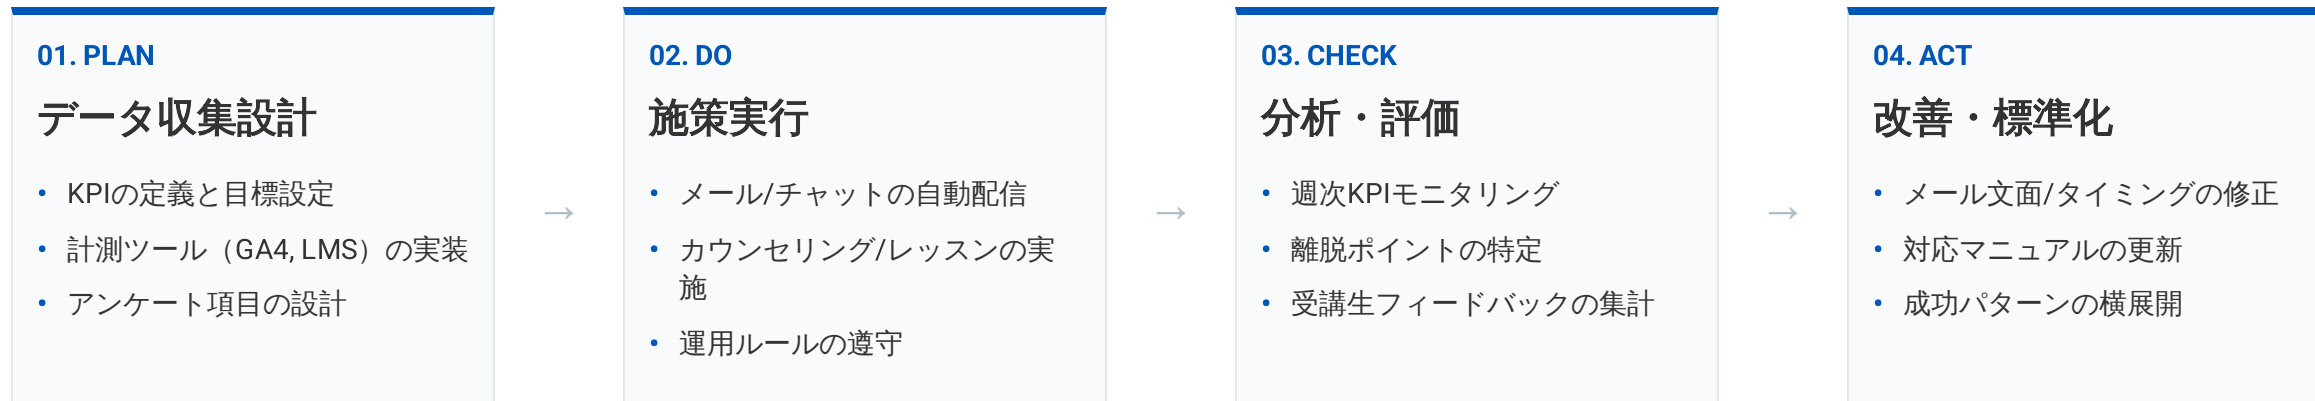 01. PLAN
データ収集設計
• KPIの定義と目標設定
• 計測ツール（GA4, LMS）の実装
• アンケート項目の設計
→
02. DO
施策実行
• メール/チャットの自動配信
• カウンセリング/レッスンの実
施
• 運用ルールの遵守
→
03. CHECK
分析・評価
• 週次KPIモニタリング
• 離脱ポイントの特定
• 受講生フィードバックの集計
→
04. ACT
改善・標準化
• メール文面/タイミングの修正
• 対応マニュアルの更新
• 成功パターンの横展開